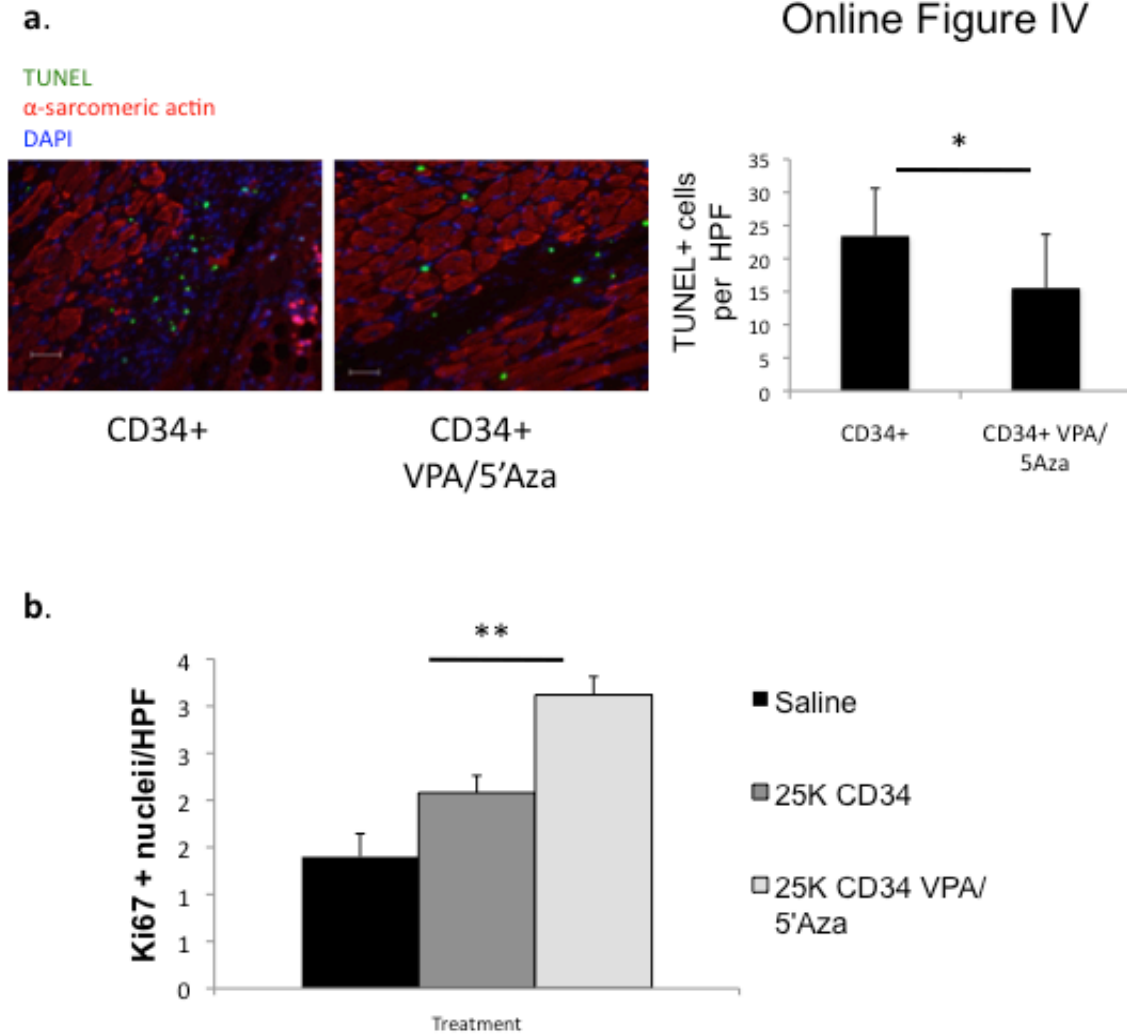 a.
Online Figure IV
TUNEL
α-sarcomeric actin
DAPI
CD34+
CD34+
VPA/5'Aza
TUNEL+ cells
per HPF
35
30
25
20
15
10
5
0
*
CD34+
CD34+ VPA/
5Aza
b.
Ki67 + nucleii/HPF
4
3
3
2
2
1
1
0
**
Treatment
Saline
25K CD34
25K CD34 VPA/
5'Aza